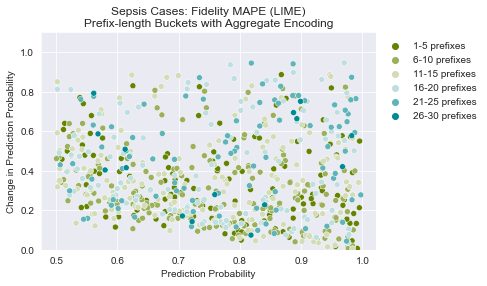 Sepsis Cases: Fidelity MAPE (LIME)
Prefix-length Buckets with Aggregate Encoding
Change in Prediction Probability
1.0
0.8
0.6
0.4
0.2
0.0
0.5
0.6
0.7
0.8
0.9
1.0
Prediction Probability
1-5 prefixes
6-10 prefixes
11-15 prefixes
16-20 prefixes
21-25 prefixes
26-30 prefixes